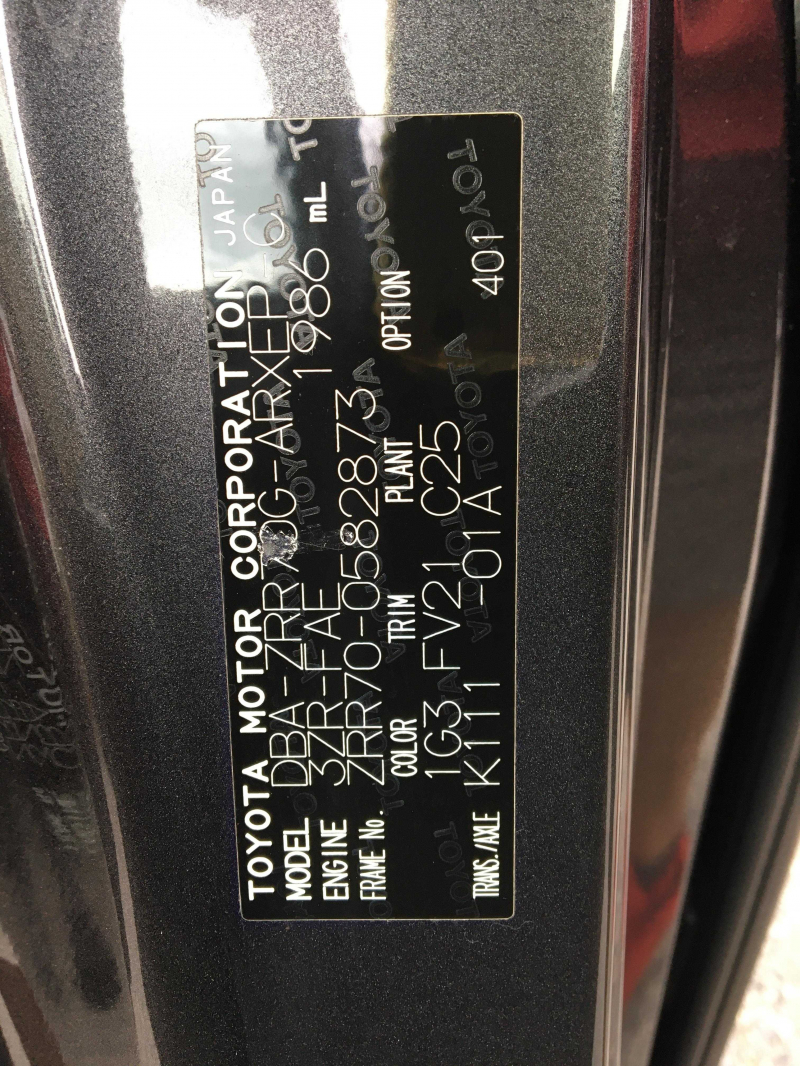 TOYOTA MOTOR CORPORATION JAPAN
MODEL DBA-ZRR70G-ARXEP-C
ENGINE 3ZR-FAE 1986 mL
FRAME No. ZRR70-0582873
COLOR TRIM PLANT OPTION
1G3 FV21 C25 401
TRANS./AXLE K111 -01A